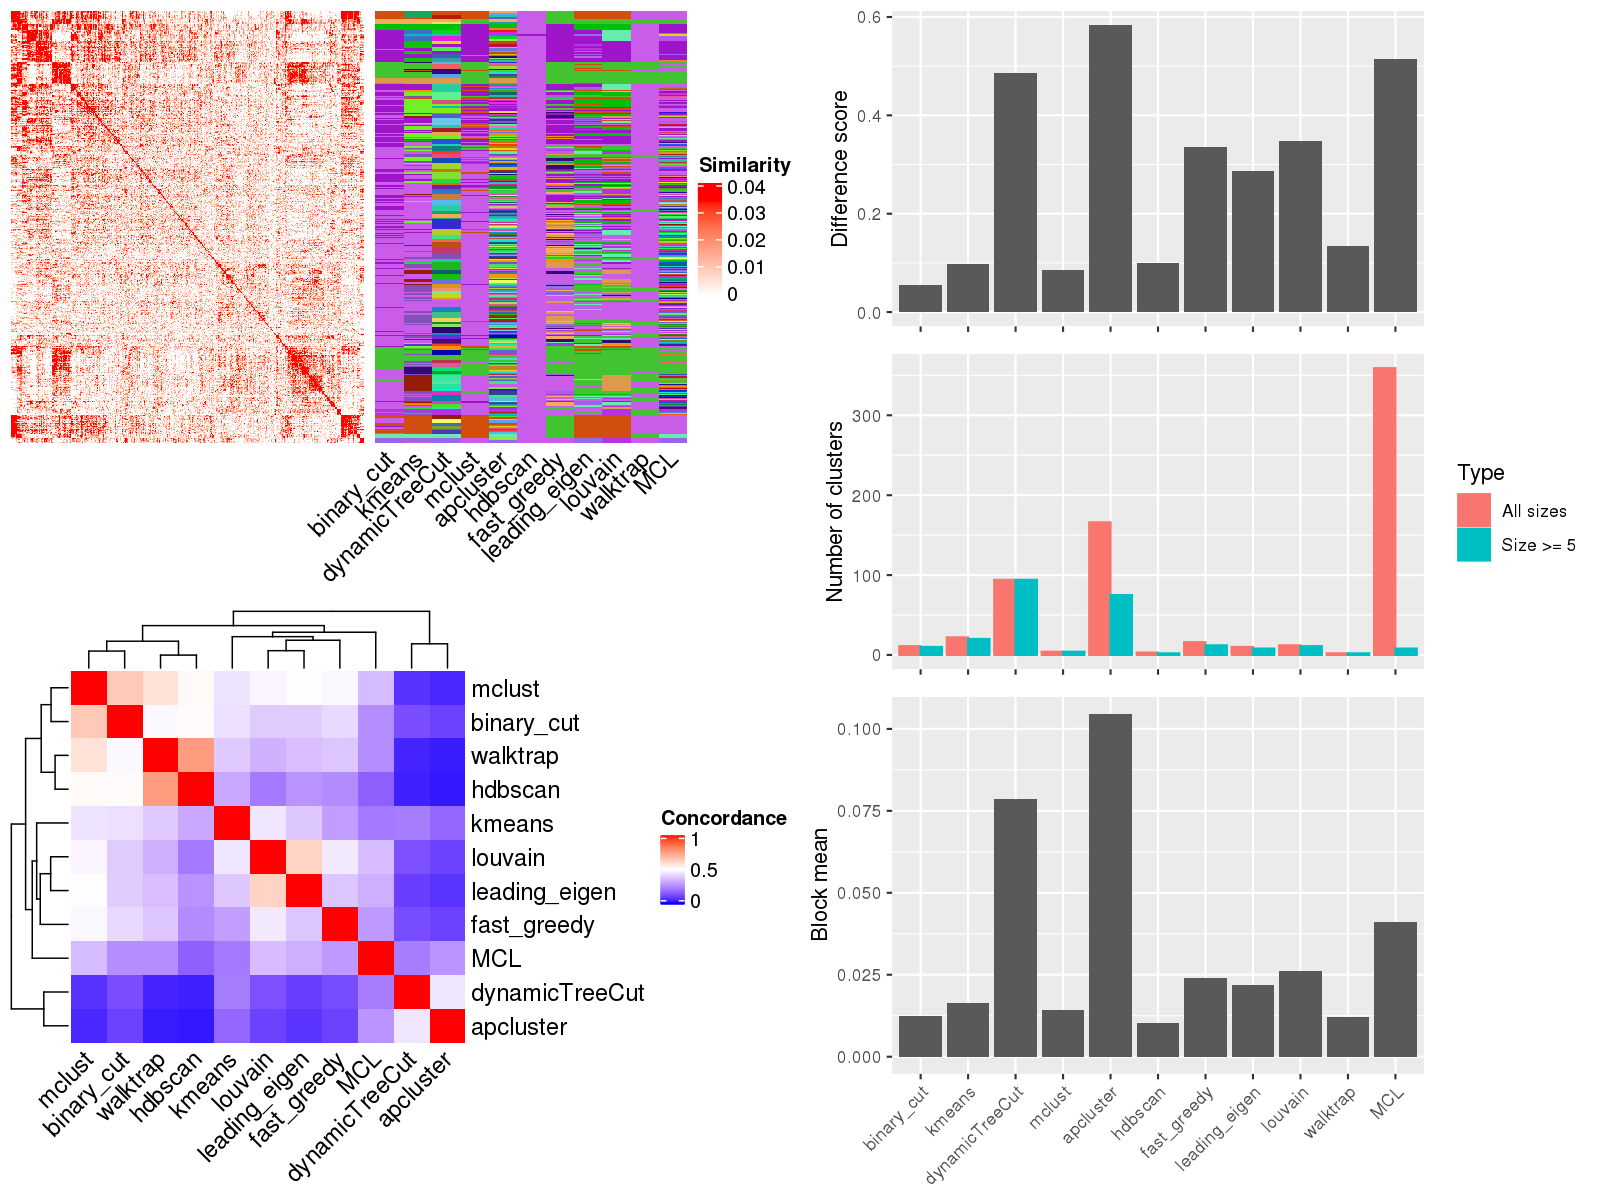 Similarity
0.04
0.03
0.02
0.01
0
binary_cut
kmeans
dynamicTreeCut
mclust
apcluster
hdbscan
fast_greedy
leading_eigen
louvain
walktrap
MCL
mclust
binary_cut
walktrap
hdbscan
kmeans
louvain
leading_eigen
fast_greedy
MCL
dynamicTreeCut
apcluster
mclust
binary_cut
walktrap
hdbscan
kmeans
louvain
leading_eigen
fast_greedy
MCL
dynamicTreeCut
apcluster
Concordance
1
0.5
0
Difference score
0.6
0.4
0.2
0.0
Number of clusters
300
200
100
0
Type
All sizes
Size >= 5
Block mean
0.100
0.075
0.050
0.025
0.000
binary_cut
kmeans
dynamicTreeCut
mclust
apcluster
hdbscan
fast_greedy
leading_eigen
louvain
walktrap
MCL